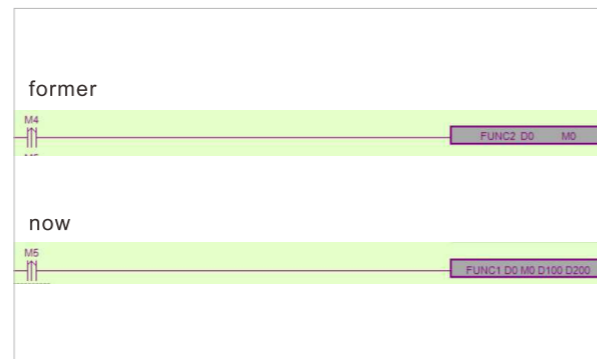 former
M4
FUNC2 D0 M0
now
M5
FUNC1 D0 M0 D100 D200